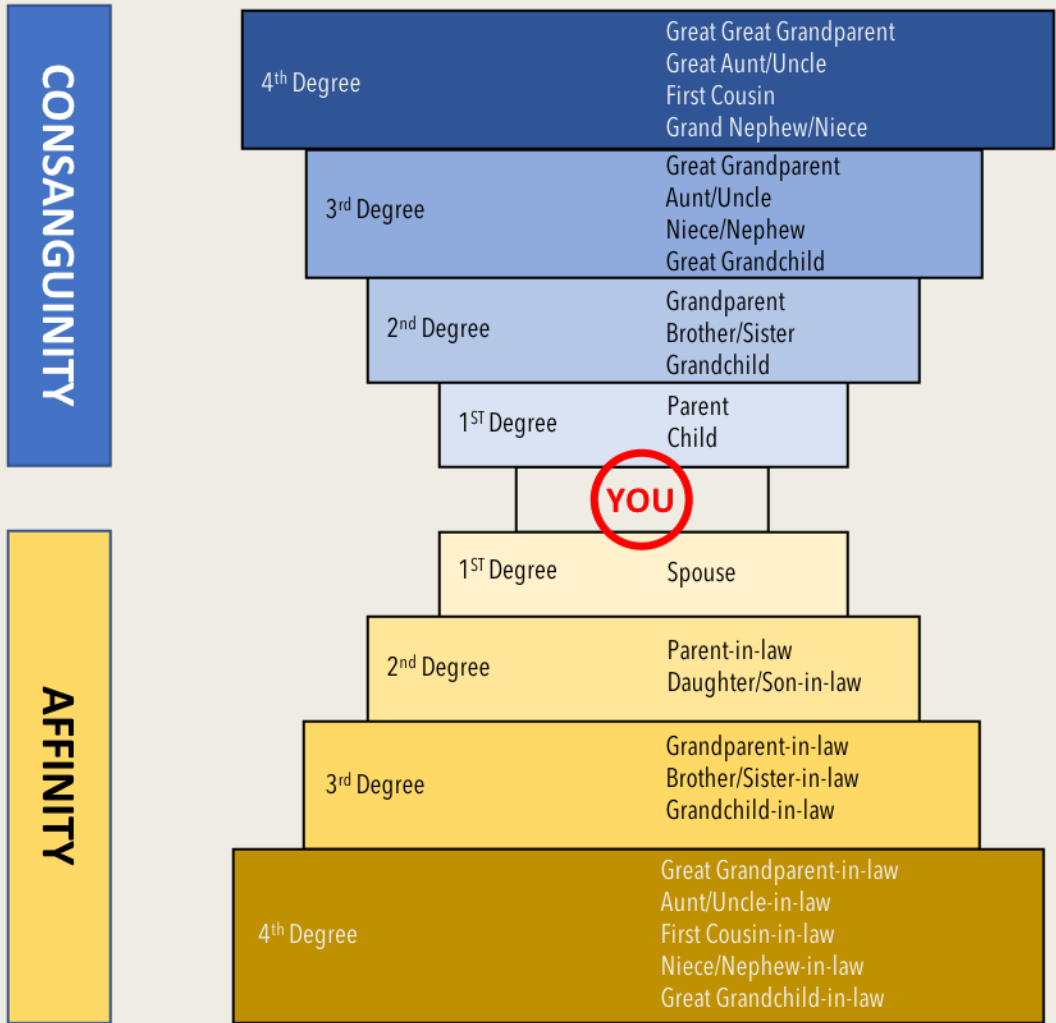 CONSANGUINITY
4th Degree
Great Great Grandparent
Great Aunt/Uncle
First Cousin
Grand Nephew/Niece
3rd Degree
Great Grandparent
Aunt/Uncle
Niece/Nephew
Great Grandchild
2nd Degree
Grandparent
Brother/Sister
Grandchild
1ST Degree
Parent
Child
YOU
AFFINITY
1ST Degree
Spouse
2nd Degree
Parent-in-law
Daughter/Son-in-law
3rd Degree
Grandparent-in-law
Brother/Sister-in-law
Grandchild-in-law
4th Degree
Great Grandparent-in-law
Aunt/Uncle-in-law
First Cousin-in-law
Niece/Nephew-in-law
Great Grandchild-in-law